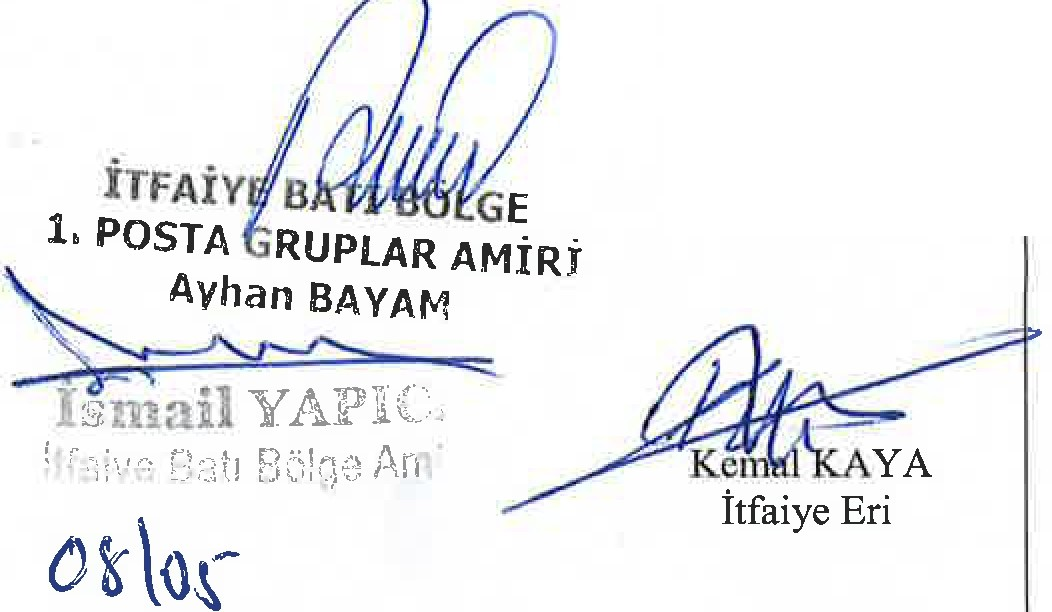 İTFAİYE BATI BÖLGE
1. POSTA GRUPLAR AMİRİ
Ayhan BAYAM
İsmail YAPIC
İtfaiye Batı Bölge Ami
Kemal KAYA
İtfaiye Eri
08/05